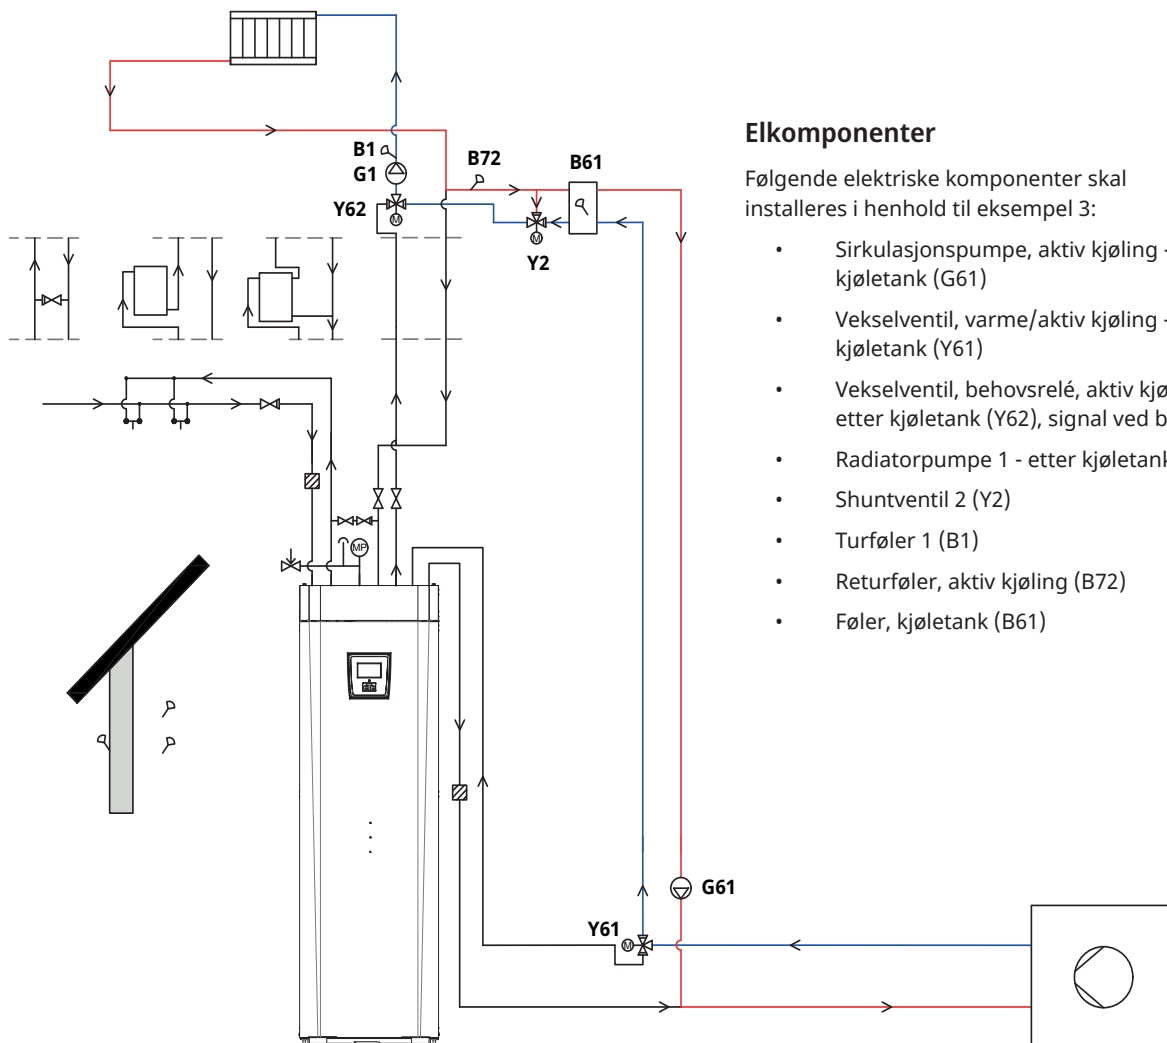 B1
G1
B72
B61
Y62
M
M
Y2
MP
G61
Y61
M
Elkomponenter
Følgende elektriske komponenter skal
installeres i henhold til eksempel 3:
• Sirkulasjonspumpe, aktiv kjøling -
kjøletank (G61)
• Vekselventil, varme/aktiv kjøling -
kjøletank (Y61)
• Vekselventil, behovsrelé, aktiv
etter kjøletank (Y62), signal ved
• Radiatorpumpe 1 - etter
• Shuntventil 2 (Y2)
• Turføler 1 (B1)
• Returføler, aktiv kjøling (B72)
• Føler, kjøletank (B61)